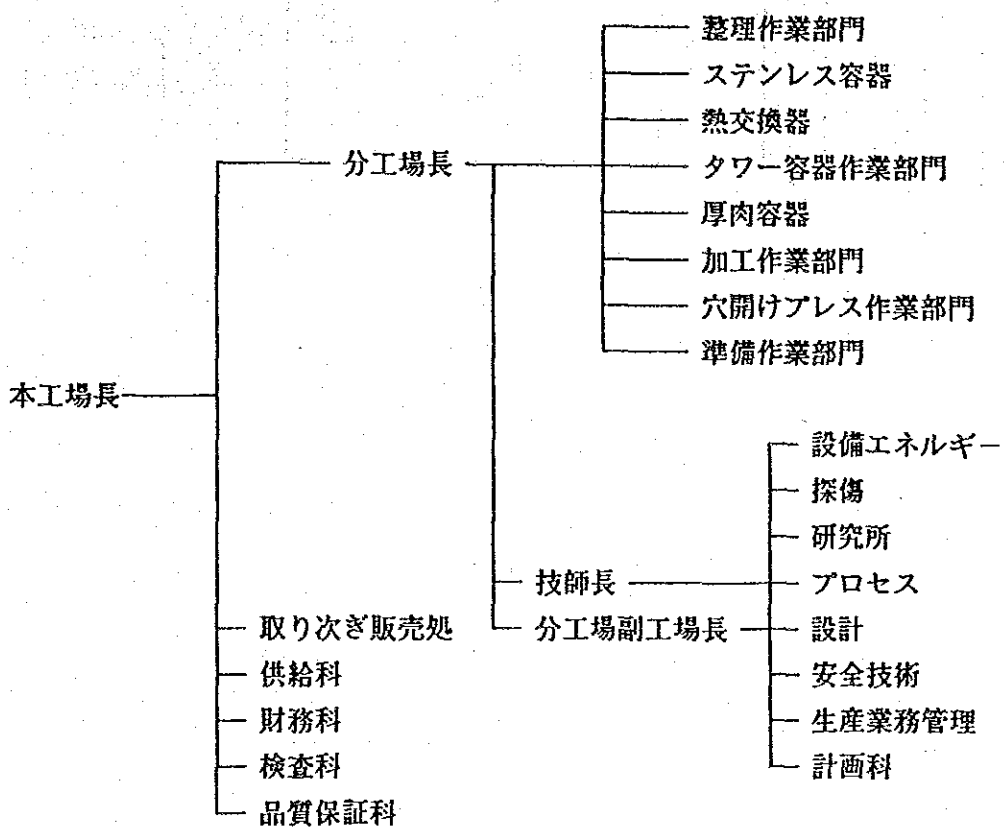 整理作業部門
ステンレス容器
熱交換器
分工場長
タワー容器作業部門
厚肉容器
加工作業部門
穴開けプレス作業部門
準備作業部門
本工場長
設備エネルギー
探傷
研究所
技師長
プロセス
取り次ぎ販売処
分工場副工場長
設計
供給科
安全技術
財務科
生産業務管理
検査科
計画科
品質保証科